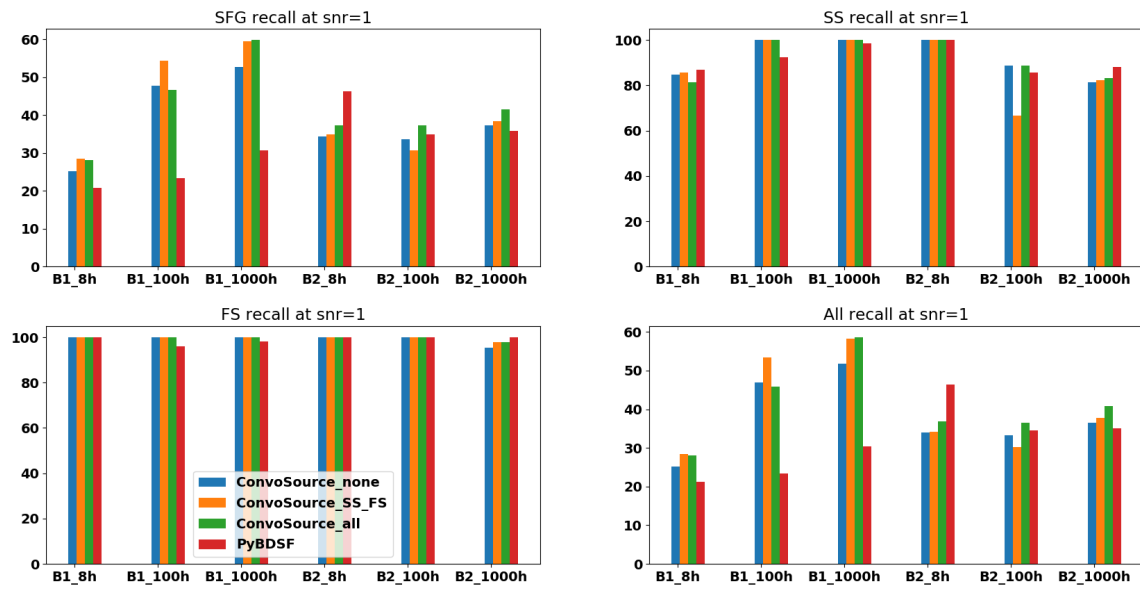 SFG recall at snr=1
60
50
40
30
20
10
0
B1_8h B1_100h B1_1000h B2_8h B2_100h B2_1000h
SS recall at snr=1
100
80
60
40
20
0
B1_8h B1_100h B1_1000h B2_8h B2_100h B2_1000h
FS recall at snr=1
100
80
60
40
20
0
ConvoSource_none
ConvoSource_SS_FS
ConvoSource_all
PyBDSF
B1_8h B1_100h B1_1000h B2_8h B2_100h B2_1000h
All recall at snr=1
60
50
40
30
20
10
0
B1_8h B1_100h B1_1000h B2_8h B2_100h B2_1000h